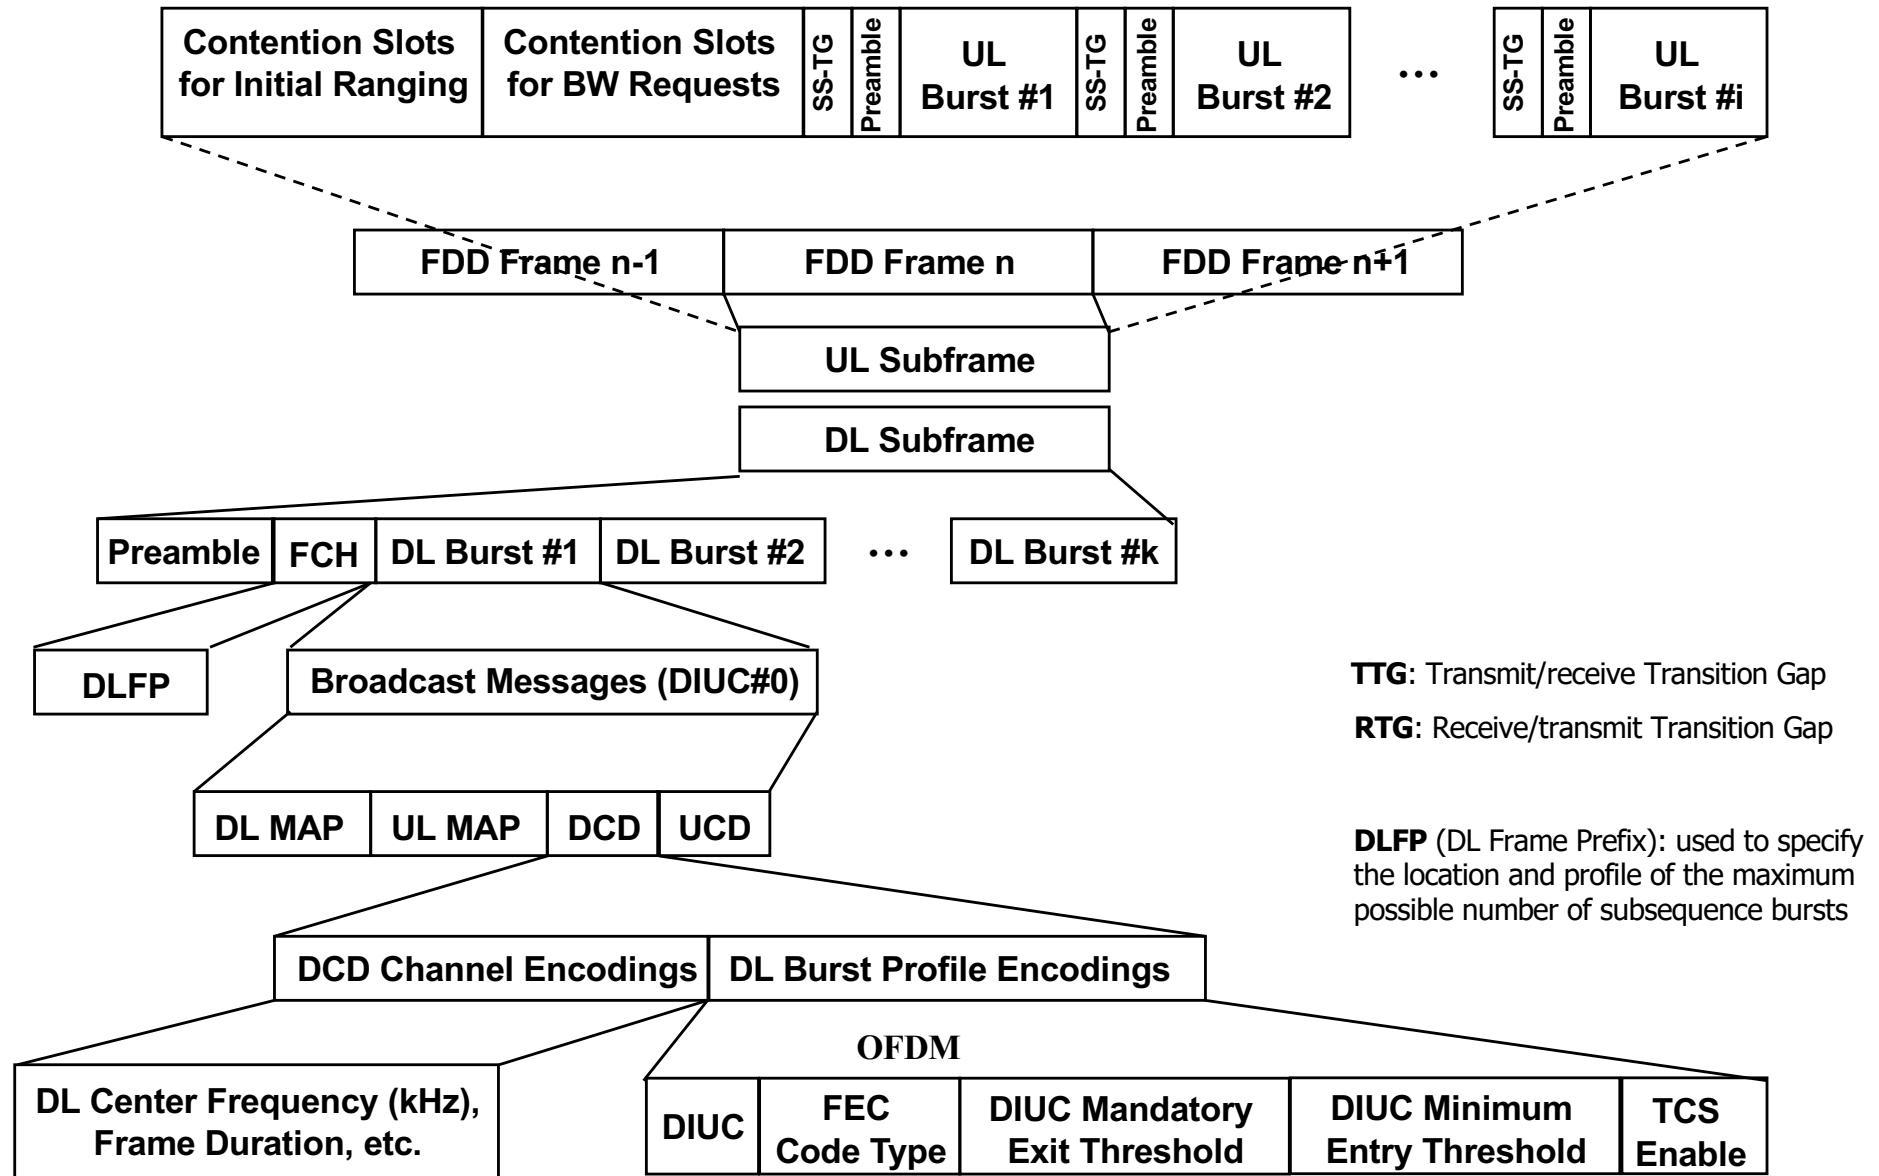 Contention Slots
for Initial Ranging
Contention Slots
for BW Requests
SS-TG
Preamble
UL
Burst #1
SS-TG
Preamble
UL
Burst #2
...
SS-TG
Preamble
UL
Burst #i
FDD Frame n-1
FDD Frame n
FDD Frame n+1
UL Subframe
DL Subframe
Preamble
FCH
DL Burst #1
DL Burst #2
...
DL Burst #k
DLFP
Broadcast Messages (DIUC#0)
TTG: Transmit/receive Transition Gap
RTG: Receive/transmit Transition Gap
DL MAP
UL MAP
DCD
UCD
DLFP (DL Frame Prefix): used to specify
the location and profile of the maximum
possible number of subsequence bursts
DCD Channel Encodings
DL Burst Profile Encodings
OFDM
DL Center Frequency (kHz),
Frame Duration, etc.
DIUC
FEC
Code Type
DIUC Mandatory
Exit Threshold
DIUC Minimum
Entry Threshold
TCS
Enable